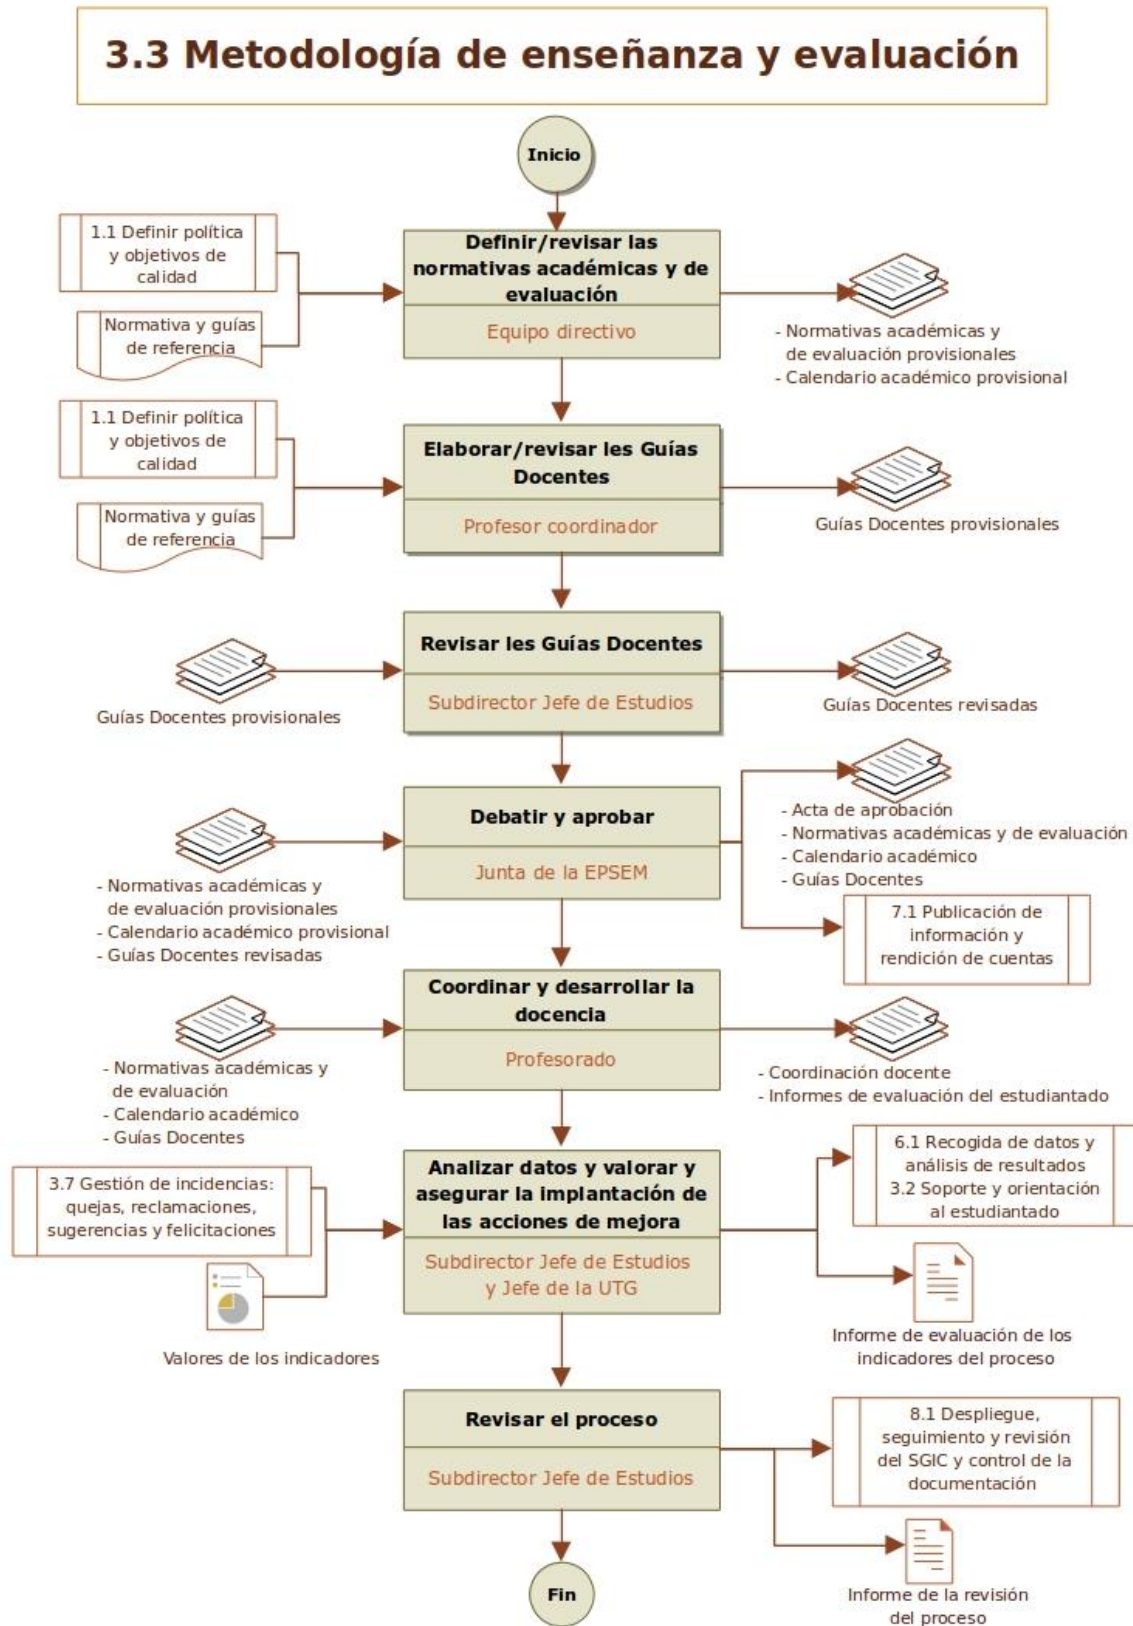 3.3 Metodología de enseñanza y evaluación
Inicio
1.1 Definir política
y objetivos de
calidad
Normativa y guías
de referencia
Definir/revisar las
normativas académicas y de
evaluación
Equipo directivo
- Normativas académicas y
de evaluación provisionales
- Calendario académico provisional
1.1 Definir política
y objetivos de
calidad
Normativa y guías
de referencia
Elaborar/revisar les Guías
Docentes
Profesor coordinador
Guías Docentes provisionales
Guías Docentes provisionales
Revisar les Guías Docentes
Subdirector Jefe de Estudios
Guías Docentes revisadas
- Normativas académicas y
de evaluación provisionales
- Calendario académico provisional
- Guías Docentes revisadas
Debatir y aprobar
Junta de la EPSEM
- Acta de aprobación
- Normativas académicas y de evaluación
- Calendario académico
- Guías Docentes
7.1 Publicación de
información y
rendición de cuentas
- Normativas académicas y
de evaluación
- Calendario académico
- Guías Docentes
Coordinar y desarrollar la
docencia
Profesorado
- Coordinación docente
- Informes de evaluación del estudiantado
3.7 Gestión de incidencias:
quejas, reclamaciones,
sugerencias y felicitaciones
Valores de los indicadores
Analizar datos y valorar y
asegurar la implantación de
las acciones de mejora
Subdirector Jefe de Estudios
y Jefe de la UTG
6.1 Recogida de datos y
análisis de resultados
3.2 Soporte y orientación
al estudiantado
Informe de evaluación de los
indicadores del proceso
Revisar el proceso
Subdirector Jefe de Estudios
8.1 Despliegue,
seguimiento y revisión
del SGIC y control de la
documentación
Informe de la revisión
del proceso
Fin